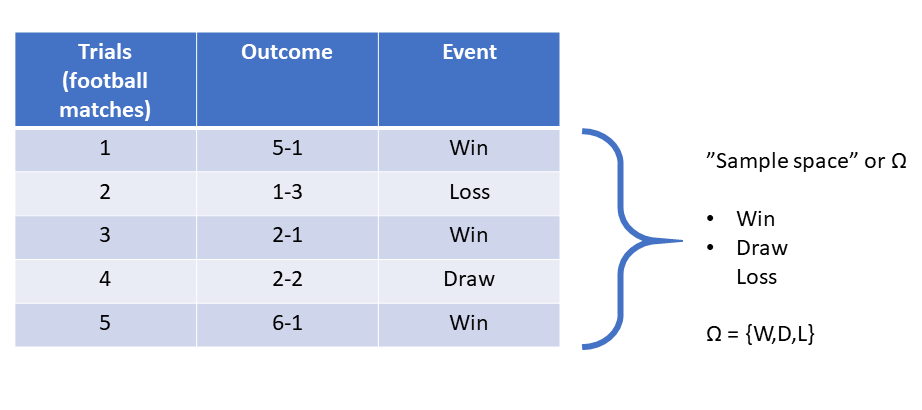 Trials
(football
matches)
Outcome
Event
1 5-1 Win
2 1-3 Loss
3 2-1 Win
4 2-2 Draw
5 6-1 Win
”Sample space” or Ω
• Win
• Draw
Loss
Ω = {W,D,L}